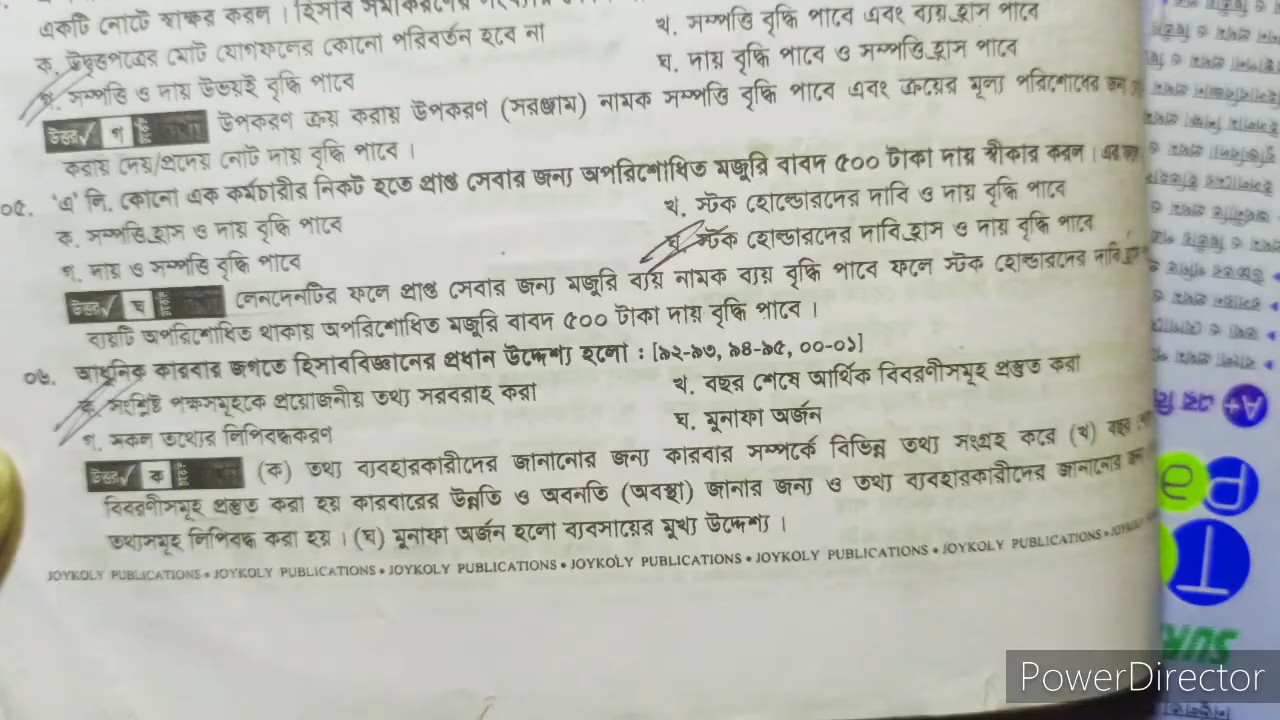 একটি নোটে স্বাক্ষর করল। হিসাব সমীকরণের
ক. উদ্বৃত্তপত্রের মোট যোগফলের কোনো পরিবর্তন হবে না
খ. সম্পত্তি বৃদ্ধি পাবে এবং ব্যয় হ্রাস পাবে
গ. সম্পত্তি ও দায় উভয়ই বৃদ্ধি পাবে
ঘ. দায় বৃদ্ধি পাবে ও সম্পত্তি হ্রাস পাবে
উত্তর গ উপকরণ ক্রয় করায় উপকরণ (সরঞ্জাম) নামক সম্পত্তি বৃদ্ধি পাবে এবং ক্রয়ের মূল্য পরিশোধের জন্য
করায় দেয়/প্রদেয় নোট দায় বৃদ্ধি পাবে।
০৫. 'এ' লি. কোনো এক কর্মচারীর নিকট হতে প্রাপ্ত সেবার জন্য অপরিশোধিত মজুরি বাবদ ৫০০ টাকা দায় স্বীকার করল। এর
ক. সম্পত্তি হ্রাস ও দায় বৃদ্ধি পাবে
খ. স্টক হোল্ডারদের দাবি ও দায় বৃদ্ধি পাবে
গ. দায় ও সম্পত্তি বৃদ্ধি পাবে
ঘ. স্টক হোল্ডারদের দাবি হ্রাস ও দায় বৃদ্ধি পাবে
উত্তর ঘ লেনদেনটির ফলে প্রাপ্ত সেবার জন্য মজুরি ব্যয় নামক ব্যয় বৃদ্ধি পাবে ফলে স্টক হোল্ডারদের দাবি হ্রাস
ব্যয়টি অপরিশোধিত থাকায় অপরিশোধিত মজুরি বাবদ ৫০০ টাকা দায় বৃদ্ধি পাবে।
০৬. আধুনিক কারবার জগতে হিসাববিজ্ঞানের প্রধান উদ্দেশ্য হলো : [১২-১৩, ১৪-১৫, ০০-০১]
ক. সংশ্লিষ্ট পক্ষসমূহকে প্রয়োজনীয় তথ্য সরবরাহ করা
খ. বছর শেষে আর্থিক বিবরণীসমূহ প্রস্তুত করা
গ. সকল তথ্যের লিপিবদ্ধকরণ
ঘ. মুনাফা অর্জন
উত্তর ক (ক) তথ্য ব্যবহারকারীদের জানানোর জন্য কারবার সম্পর্কে বিভিন্ন তথ্য সংগ্রহ করে (খ) বছর
বিবরণীসমূহ প্রস্তুত করা হয় কারবারের উন্নতি ও অবনতি (অবস্থা) জানার জন্য ও তথ্য ব্যবহারকারীদের জানানোর জন্য
তথ্যসমূহ লিপিবদ্ধ করা হয়। (ঘ) মুনাফা অর্জন হলো ব্যবসায়ের মূখ্য উদ্দেশ্য।
JOYKOLY PUBLICATIONS • JOYKOLY PUBLICATIONS • JOYKOLY PUBLICATIONS • JOYKOLY PUBLICATIONS • JOYKOLY PUBLICATIONS • JOYKOLY PUBLICATIONS
A+
PowerDirector